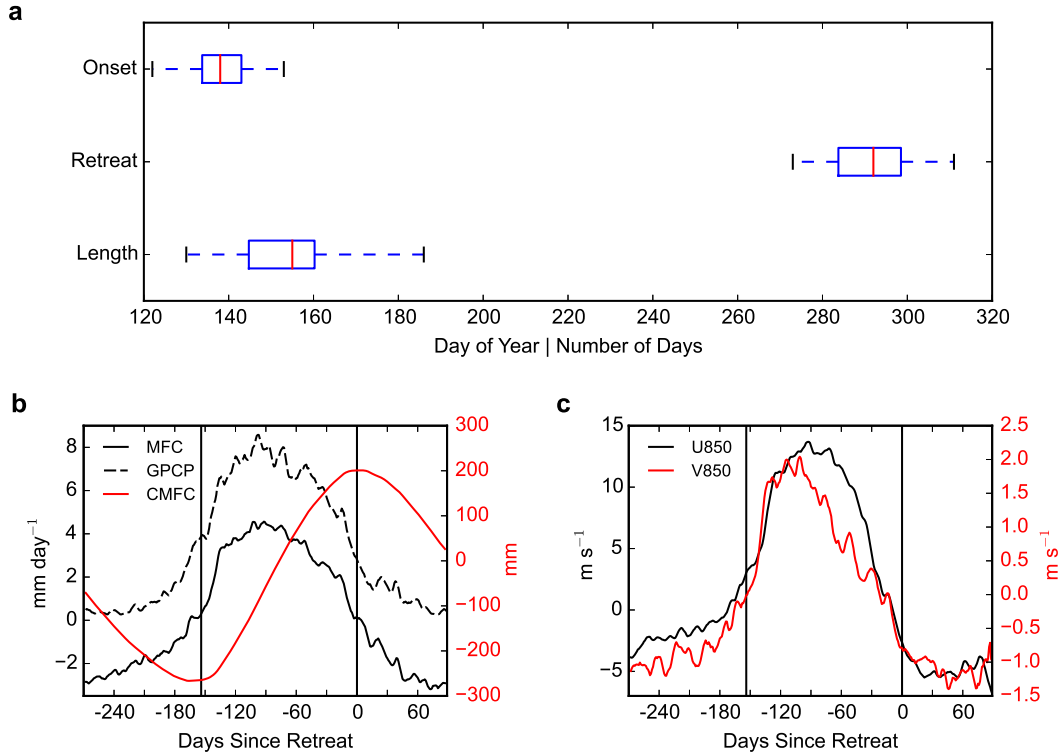 a
Onset
Retreat
Length
120 140 160 180 200 220 240 260 280 300 320
Day of Year | Number of Days
b
MFC
GPCP
CMFC
8
6
4
2
0
−2
mm day⁻¹
300
200
100
0
−100
−200
−300
mm
-240 -180 -120 -60 0 60
Days Since Retreat
c
U850
V850
15
10
5
0
−5
m s⁻¹
2.5
2.0
1.5
1.0
0.5
0.0
−0.5
−1.0
−1.5
m s⁻¹
-240 -180 -120 -60 0 60
Days Since Retreat